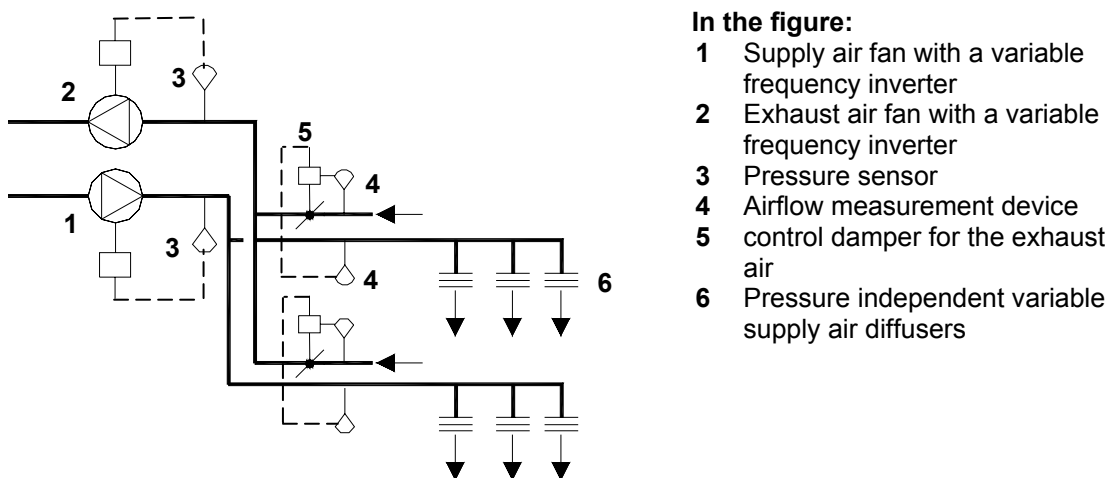 2
3
5
4
1
3
4
6
In the figure:
1 Supply air fan with a variable
frequency inverter
2 Exhaust air fan with a variable
frequency inverter
3 Pressure sensor
4 Airflow measurement device
5 control damper for the exhaust
air
6 Pressure independent variable
supply air diffusers